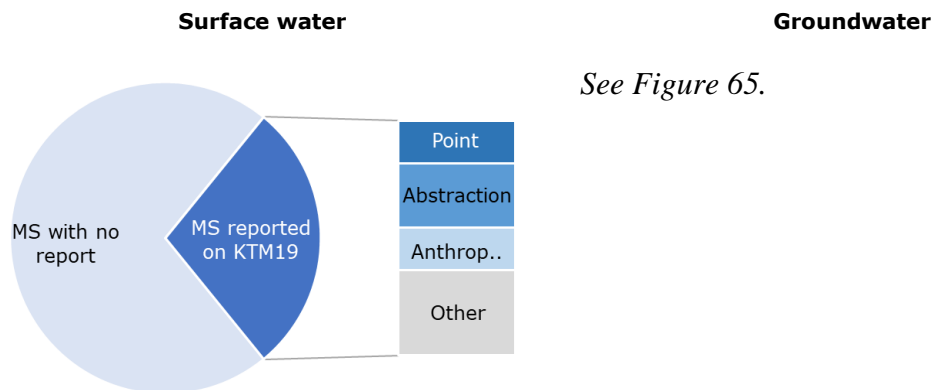 Surface water
Groundwater
See Figure 65.
Point
Abstraction
MS with no
report
MS reported
on KTM19
Anthrop..
Other